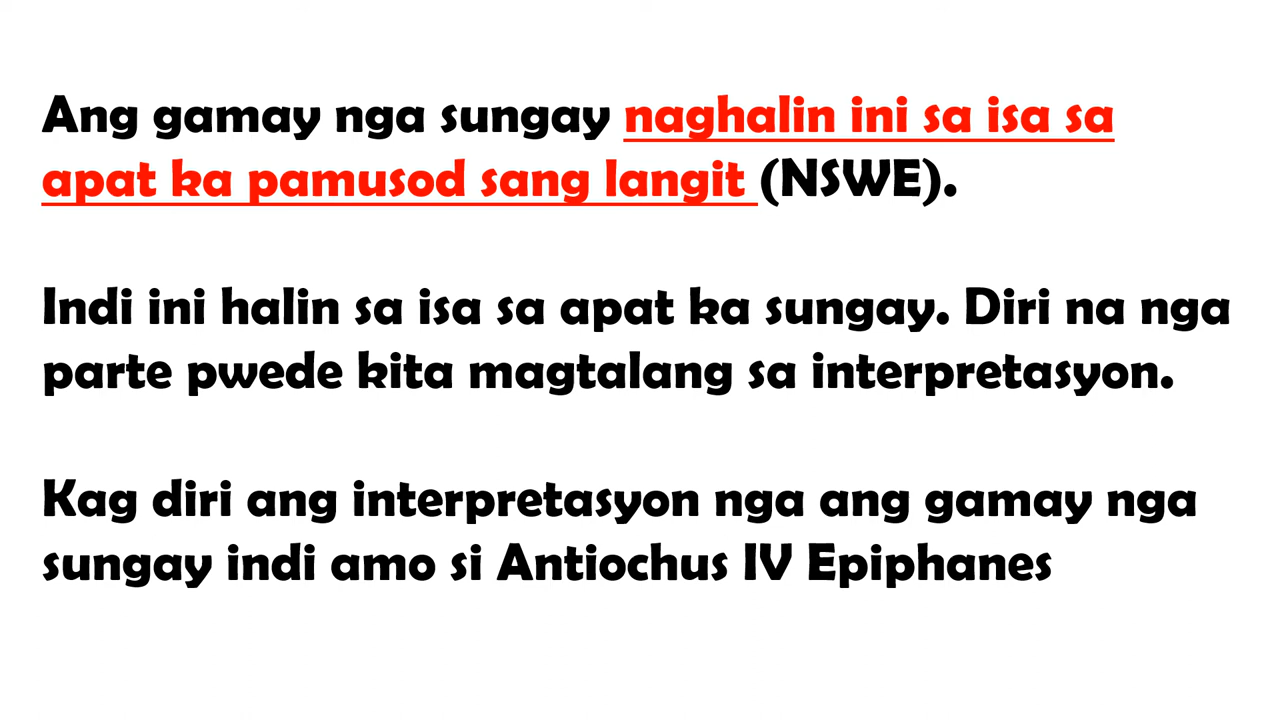 Ang gamay nga sungay naghalin ini sa isa sa
apat ka pamusod sang langit (NSWE).
Indi ini halin sa isa sa apat ka sungay. Diri na nga
parte pwede kita magtalang sa interpretasyon.
Kag diri ang interpretasyon nga ang gamay nga
sungay indi amo si Antiochus IV Epiphanes